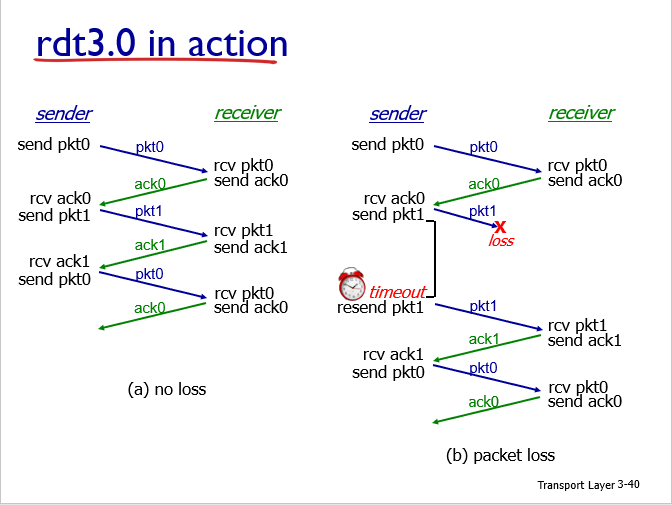 rdt3.0 in action
sender
receiver
send pkt0
pkt0
rcv pkt0
send ack0
ack0
rcv ack0
send pkt1
pkt1
rcv pkt1
send ack1
ack1
rcv ack1
send pkt0
pkt0
rcv pkt0
send ack0
ack0
(a) no loss
sender
receiver
send pkt0
pkt0
rcv pkt0
send ack0
ack0
rcv ack0
send pkt1
pkt1
X
loss
timeout
resend pkt1
pkt1
rcv pkt1
send ack1
ack1
rcv ack1
send pkt0
pkt0
rcv pkt0
send ack0
ack0
(b) packet loss
Transport Layer 3-40